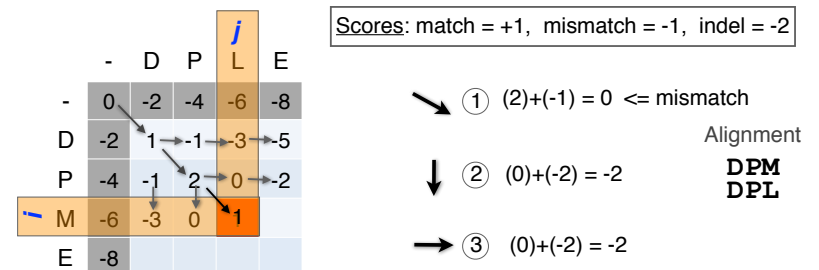 Scores: match = +1, mismatch = -1, indel = -2
j
- D P L E
- 0 -2 -4 -6 -8
D -2 1 -1 -3 -5
P -4 -1 2 0 -2
i M -6 -3 0 1
E -8
1 (2)+(-1) = 0 <= mismatch
2 (0)+(-2) = -2
3 (0)+(-2) = -2
Alignment
DPM
DPL